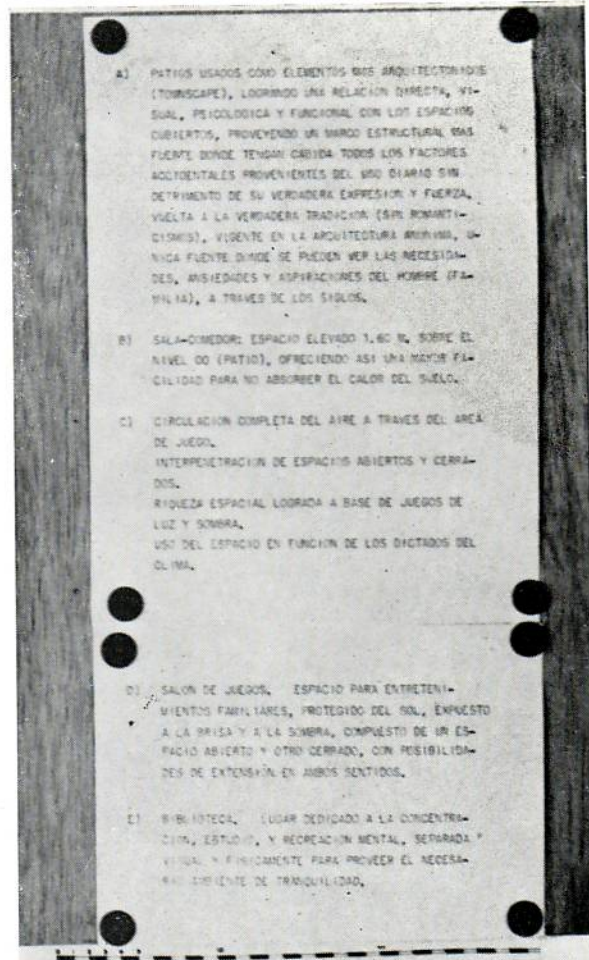 A) PATIOS USADOS COMO ELEMENTOS MAS ARQUITECTONICOS
(TOWNSCAPE), LOGRANDO UNA RELACION DIRECTA, VI-
SUAL, PSICOLOGICA Y FUNCIONAL CON LOS ESPACIOS
CUBIERTOS, PROVEYENDO UN MARCO ESTRUCTURAL MAS
FUENTE DONDE TENGAN CABIDA TODOS LOS FACTORES
ACCIDENTALES PROVENIENTES DEL USO DIARIO SIN
DETRIMENTO DE SU VERDADERA EXPRESION Y FUERZA.
VUELTA A LA VERDADERA TRADICION (SIN ROMANTI-
CISMOS), VIGENTE EN LA ARQUITECTURA ANONIMA, U-
NICA FUENTE DONDE SE PUEDEN VER LAS NECESIDA-
DES, ANSIEDADES Y ASPIRACIONES DEL HOMBRE (FA-
MILIA), A TRAVES DE LOS SIGLOS.
B) SALA-COMEDOR: ESPACIO ELEVADO 1.60 M. SOBRE EL
NIVEL 00 (PATIO), OFRECIENDO ASI UNA MAYOR FA-
CILIDAD PARA NO ABSORBER EL CALOR DEL SUELO.
C) CIRCULACION COMPLETA DEL AIRE A TRAVES DEL AREA
DE JUEGO.
INTERPENETRACION DE ESPACIOS ABIERTOS Y CERRA-
DOS.
RIQUEZA ESPACIAL LOGRADA A BASE DE JUEGOS DE
LUZ Y SOMBRA.
USO DEL ESPACIO EN FUNCION DE LOS DICTADOS DEL
CLIMA.
D) SALON DE JUEGOS. ESPACIO PARA ENTRETENI-
MIENTOS FAMILIARES, PROTEGIDO DEL SOL, EXPUESTO
A LA BRISA Y A LA SOMBRA, COMPUESTO DE UN ES-
PACIO ABIERTO Y OTRO CERRADO, CON POSIBILIDA-
DES DE EXTENSION EN AMBOS SENTIDOS.
E) BIBLIOTECA. LUGAR DEDICADO A LA CONCENTRA-
CION, ESTUDIO, Y RECREACION MENTAL, SEPARADA
VISUAL Y FISICAMENTE PARA PROVEER EL NECESA-
RIO AMBIENTE DE TRANQUILIDAD.